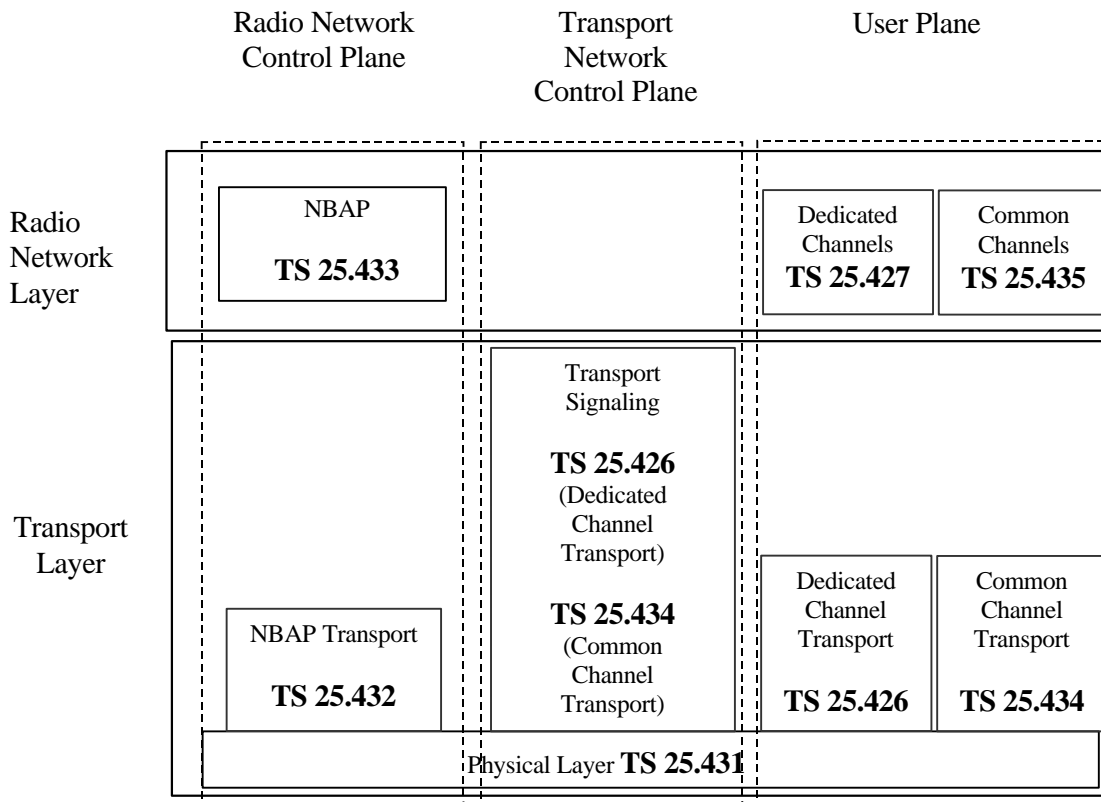 Radio Network
Control Plane
Transport
Network
Control Plane
User Plane
Radio
Network
Layer
NBAP
TS 25.433
Dedicated
Channels
TS 25.427
Common
Channels
TS 25.435
Transport
Layer
NBAP Transport
TS 25.432
Transport
Signaling
TS 25.426
(Dedicated
Channel
Transport)
TS 25.434
(Common
Channel
Transport)
Dedicated
Channel
Transport
TS 25.426
Common
Channel
Transport
TS 25.434
Physical Layer TS 25.431